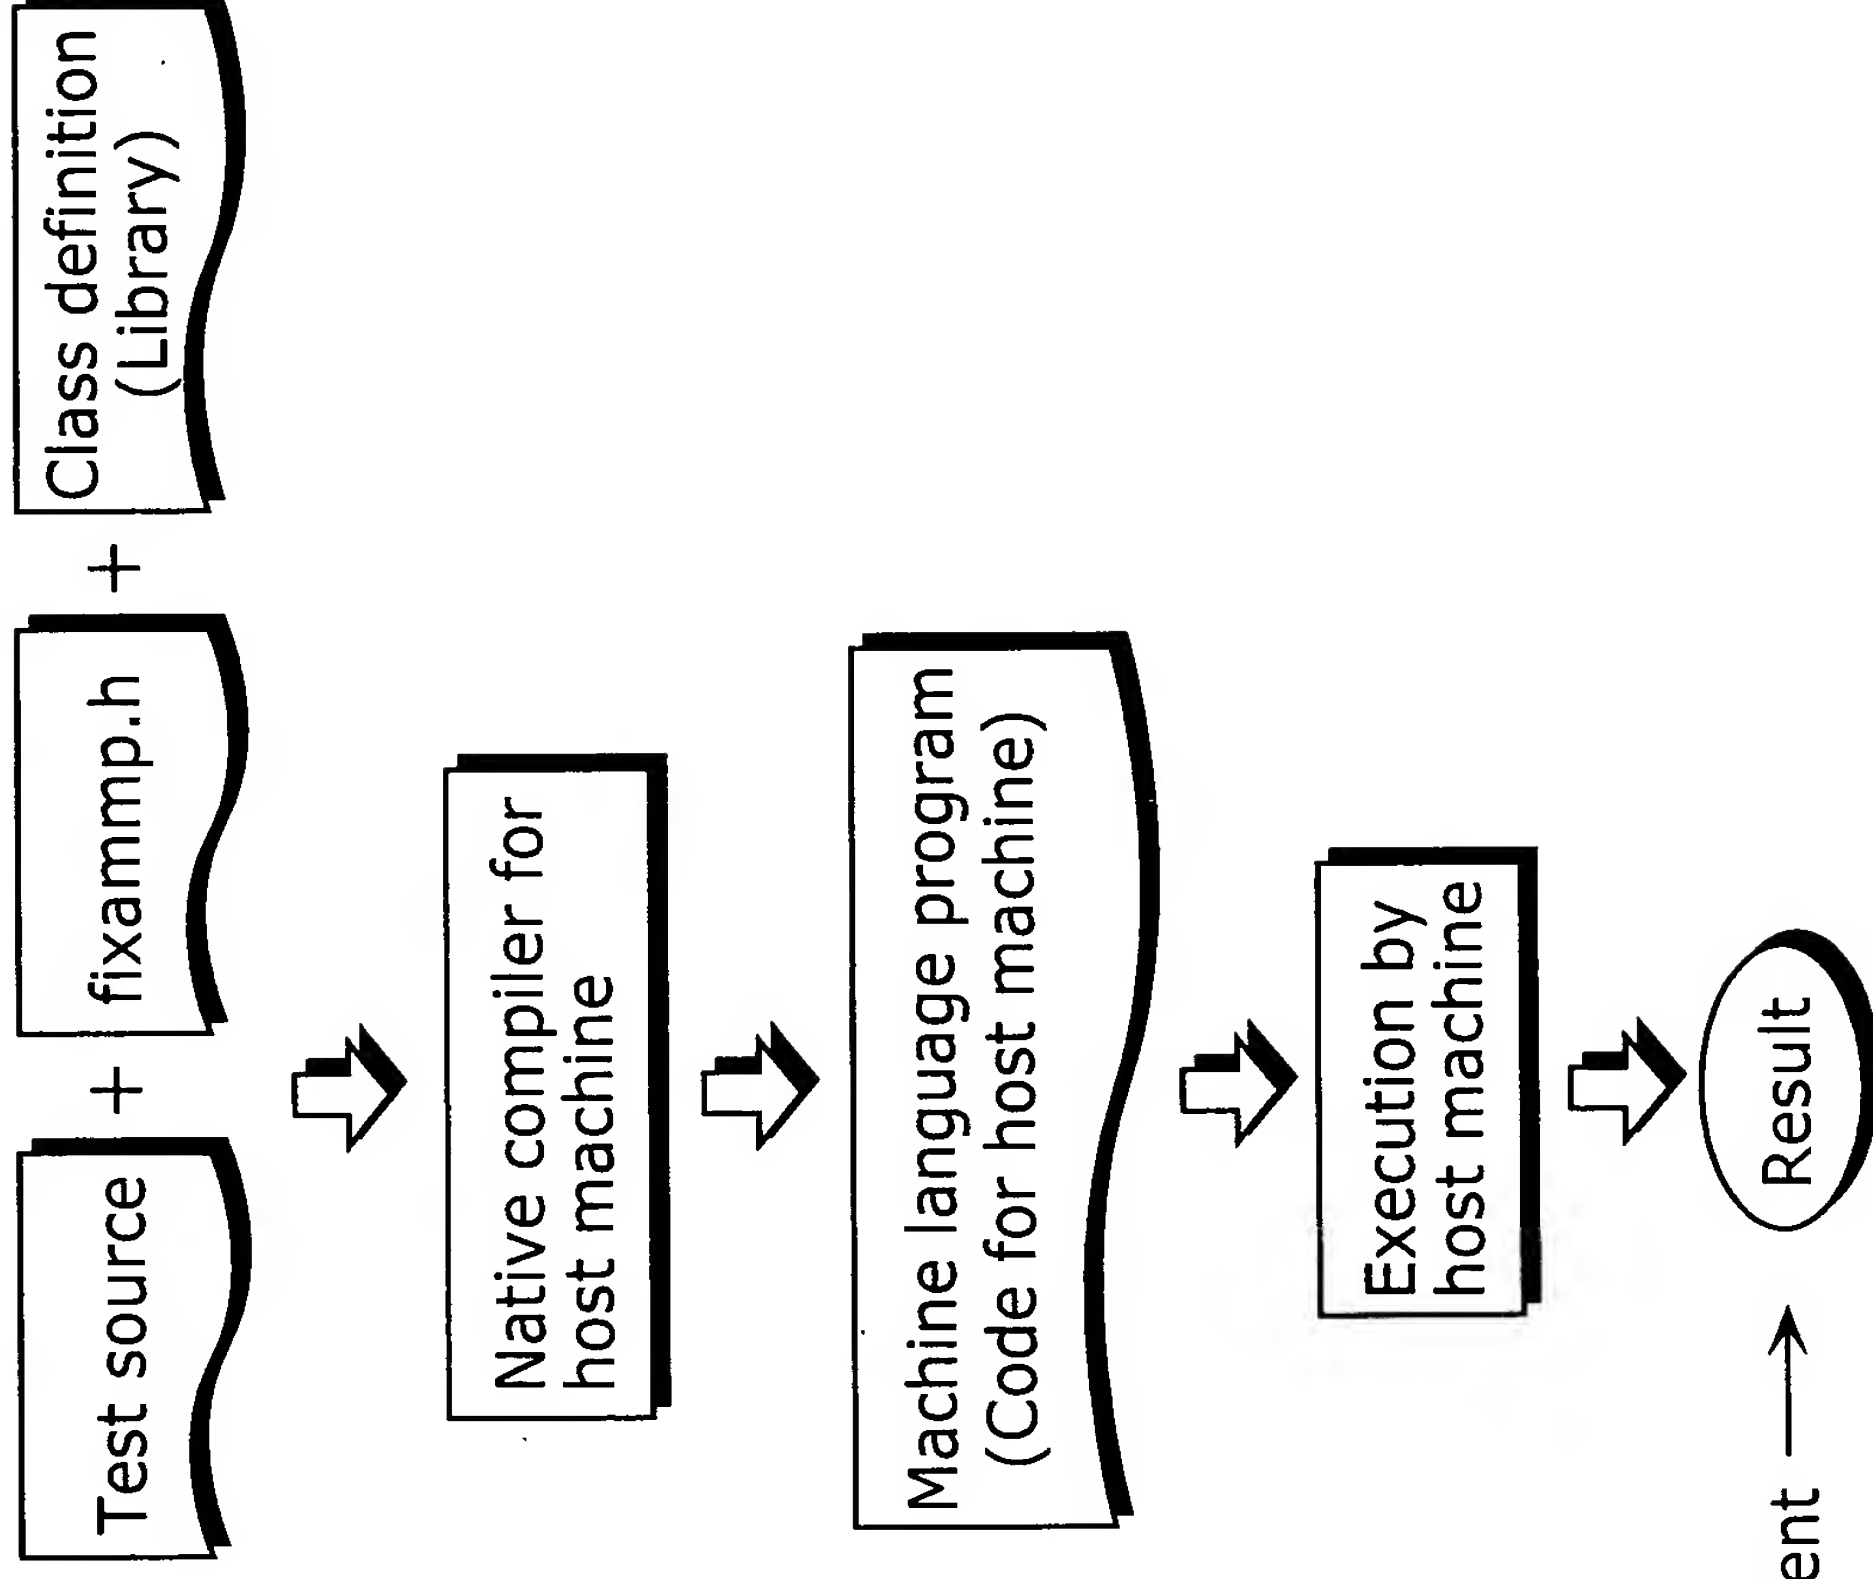 Test source
+
fixammp.h
+
Class definition
(Library)
Native compiler for
host machine
Machine language program
(Code for host machine)
Execution by
host machine
Result